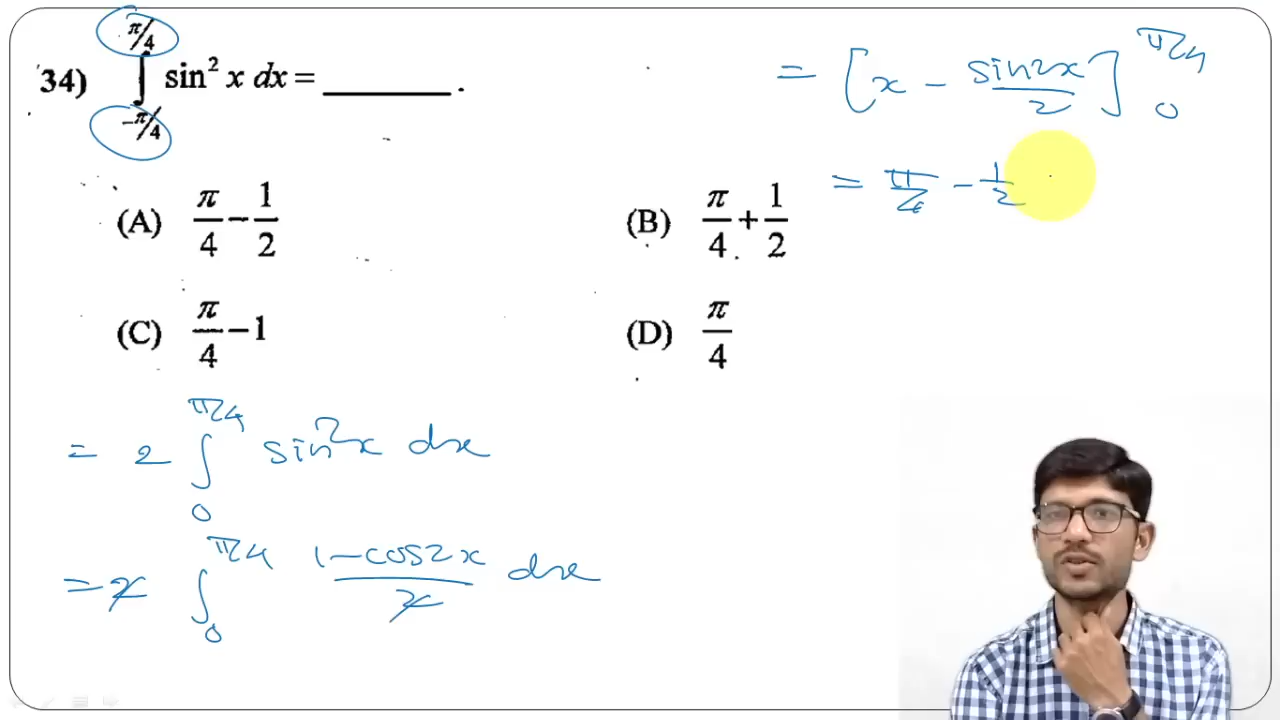 34) ∫_{-π/4}^{π/4} sin² x dx = ________ .
(A) π/4 − 1/2
(B) π/4 + 1/2
(C) π/4 − 1
(D) π/4
= 2 ∫_0^{π/4} sin²x dx
= 2 ∫_0^{π/4} (1 − cos2x)/2 dx
= [x − sin2x/2]_0^{π/4}
= π/4 − 1/2